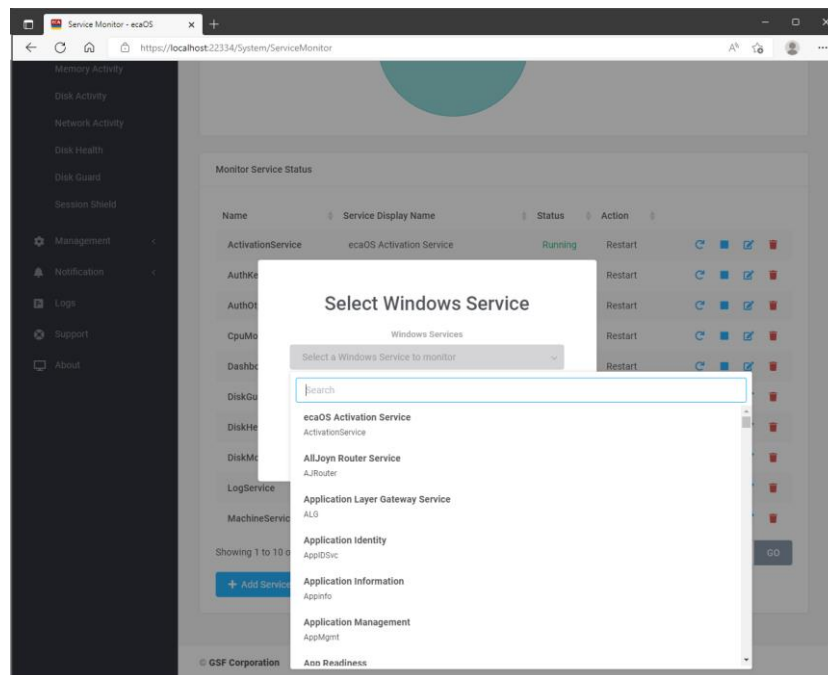 Service Monitor - ecaOS
https://localhost:22334/System/ServiceMonitor
Memory Activity
Disk Activity
Network Activity
Disk Health
Disk Guard
Session Shield
Management
Notification
Logs
Support
About
Monitor Service Status
Name Service Display Name Status Action
ActivationService ecaOS Activation Service Running Restart
AuthKe Restart
AuthOt Restart
CpuMo Restart
Dashbo Restart
DiskGu
DiskHe
DiskMo
LogService
MachineServic
Showing 1 to 10 o
GO
+ Add Service
© GSF Corporation
Select Windows Service
Windows Services
Select a Windows Service to monitor
Search
ecaOS Activation Service
ActivationService
AllJoyn Router Service
AJRouter
Application Layer Gateway Service
ALG
Application Identity
AppIDSvc
Application Information
Appinfo
Application Management
AppMgmt
App Readiness